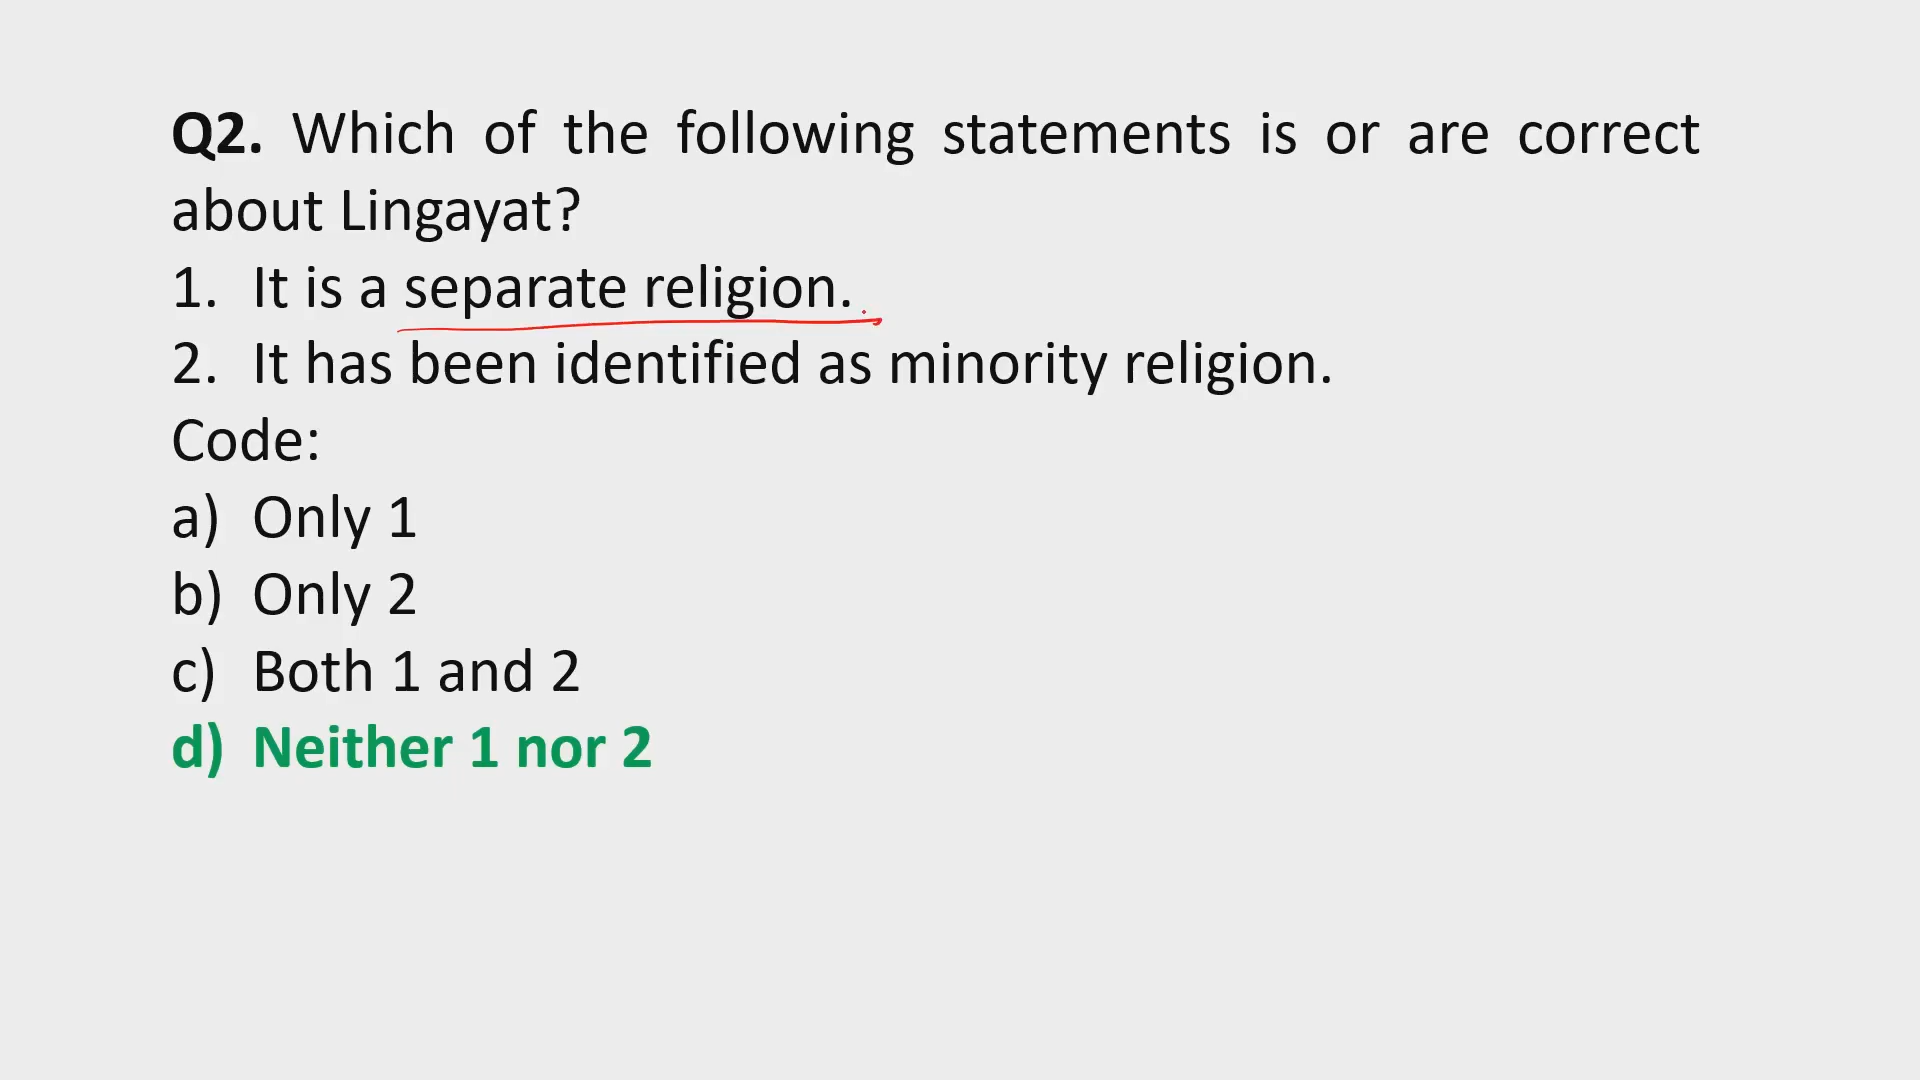 Q2. Which of the following statements is or are correct
about Lingayat?
1. It is a separate religion.
2. It has been identified as minority religion.
Code:
a) Only 1
b) Only 2
c) Both 1 and 2
d) Neither 1 nor 2